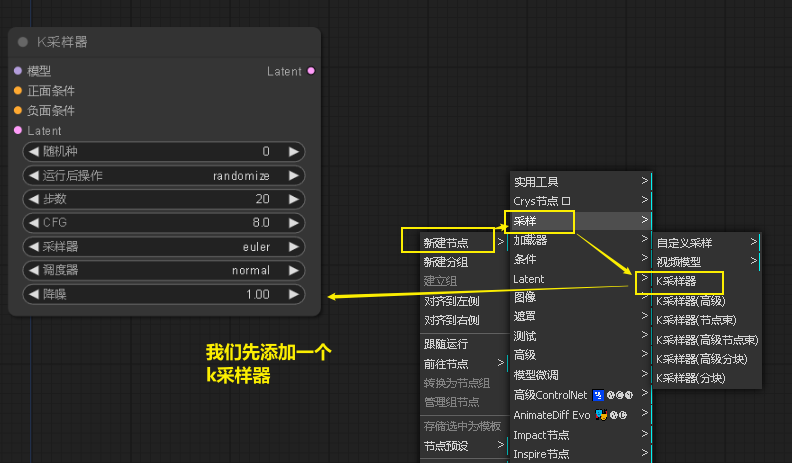 K采样器
模型
Latent
正面条件
负面条件
Latent
随机种 0
运行后操作 randomize
步数 20
CFG 8.0
采样器 euler
调度器 normal
降噪 1.00
我们先添加一个
k采样器
新建节点 >
新建分组
建立组
对齐到左侧
对齐到右侧
跟随运行
前往节点 >
转换为节点组
管理组节点
存储选中为模板
节点预设 >
实用工具 >
Crys节点 >
采样 >
加载器 >
条件 >
Latent >
图像 >
遮罩 >
测试 >
高级 >
模型微调 >
高级ControlNet 🅐🅒🅝 >
AnimateDiff Evo 🅐🅓 >
Impact节点 >
Inspire节点 >
自定义采样 >
视频模型 >
K采样器
K采样器(高级)
K采样器(节点束)
K采样器(高级节点束)
K采样器(高级分块)
K采样器(分块)